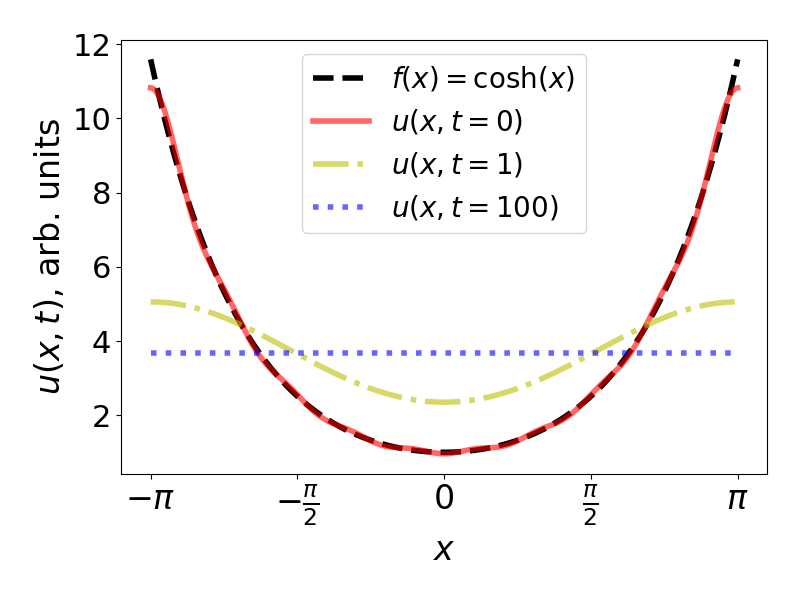 12
10
8
6
4
2
u(x, t), arb. units
f(x) = cosh(x)
u(x, t = 0)
u(x, t = 1)
u(x, t = 100)
−π
−π/2
0
π/2
π
x